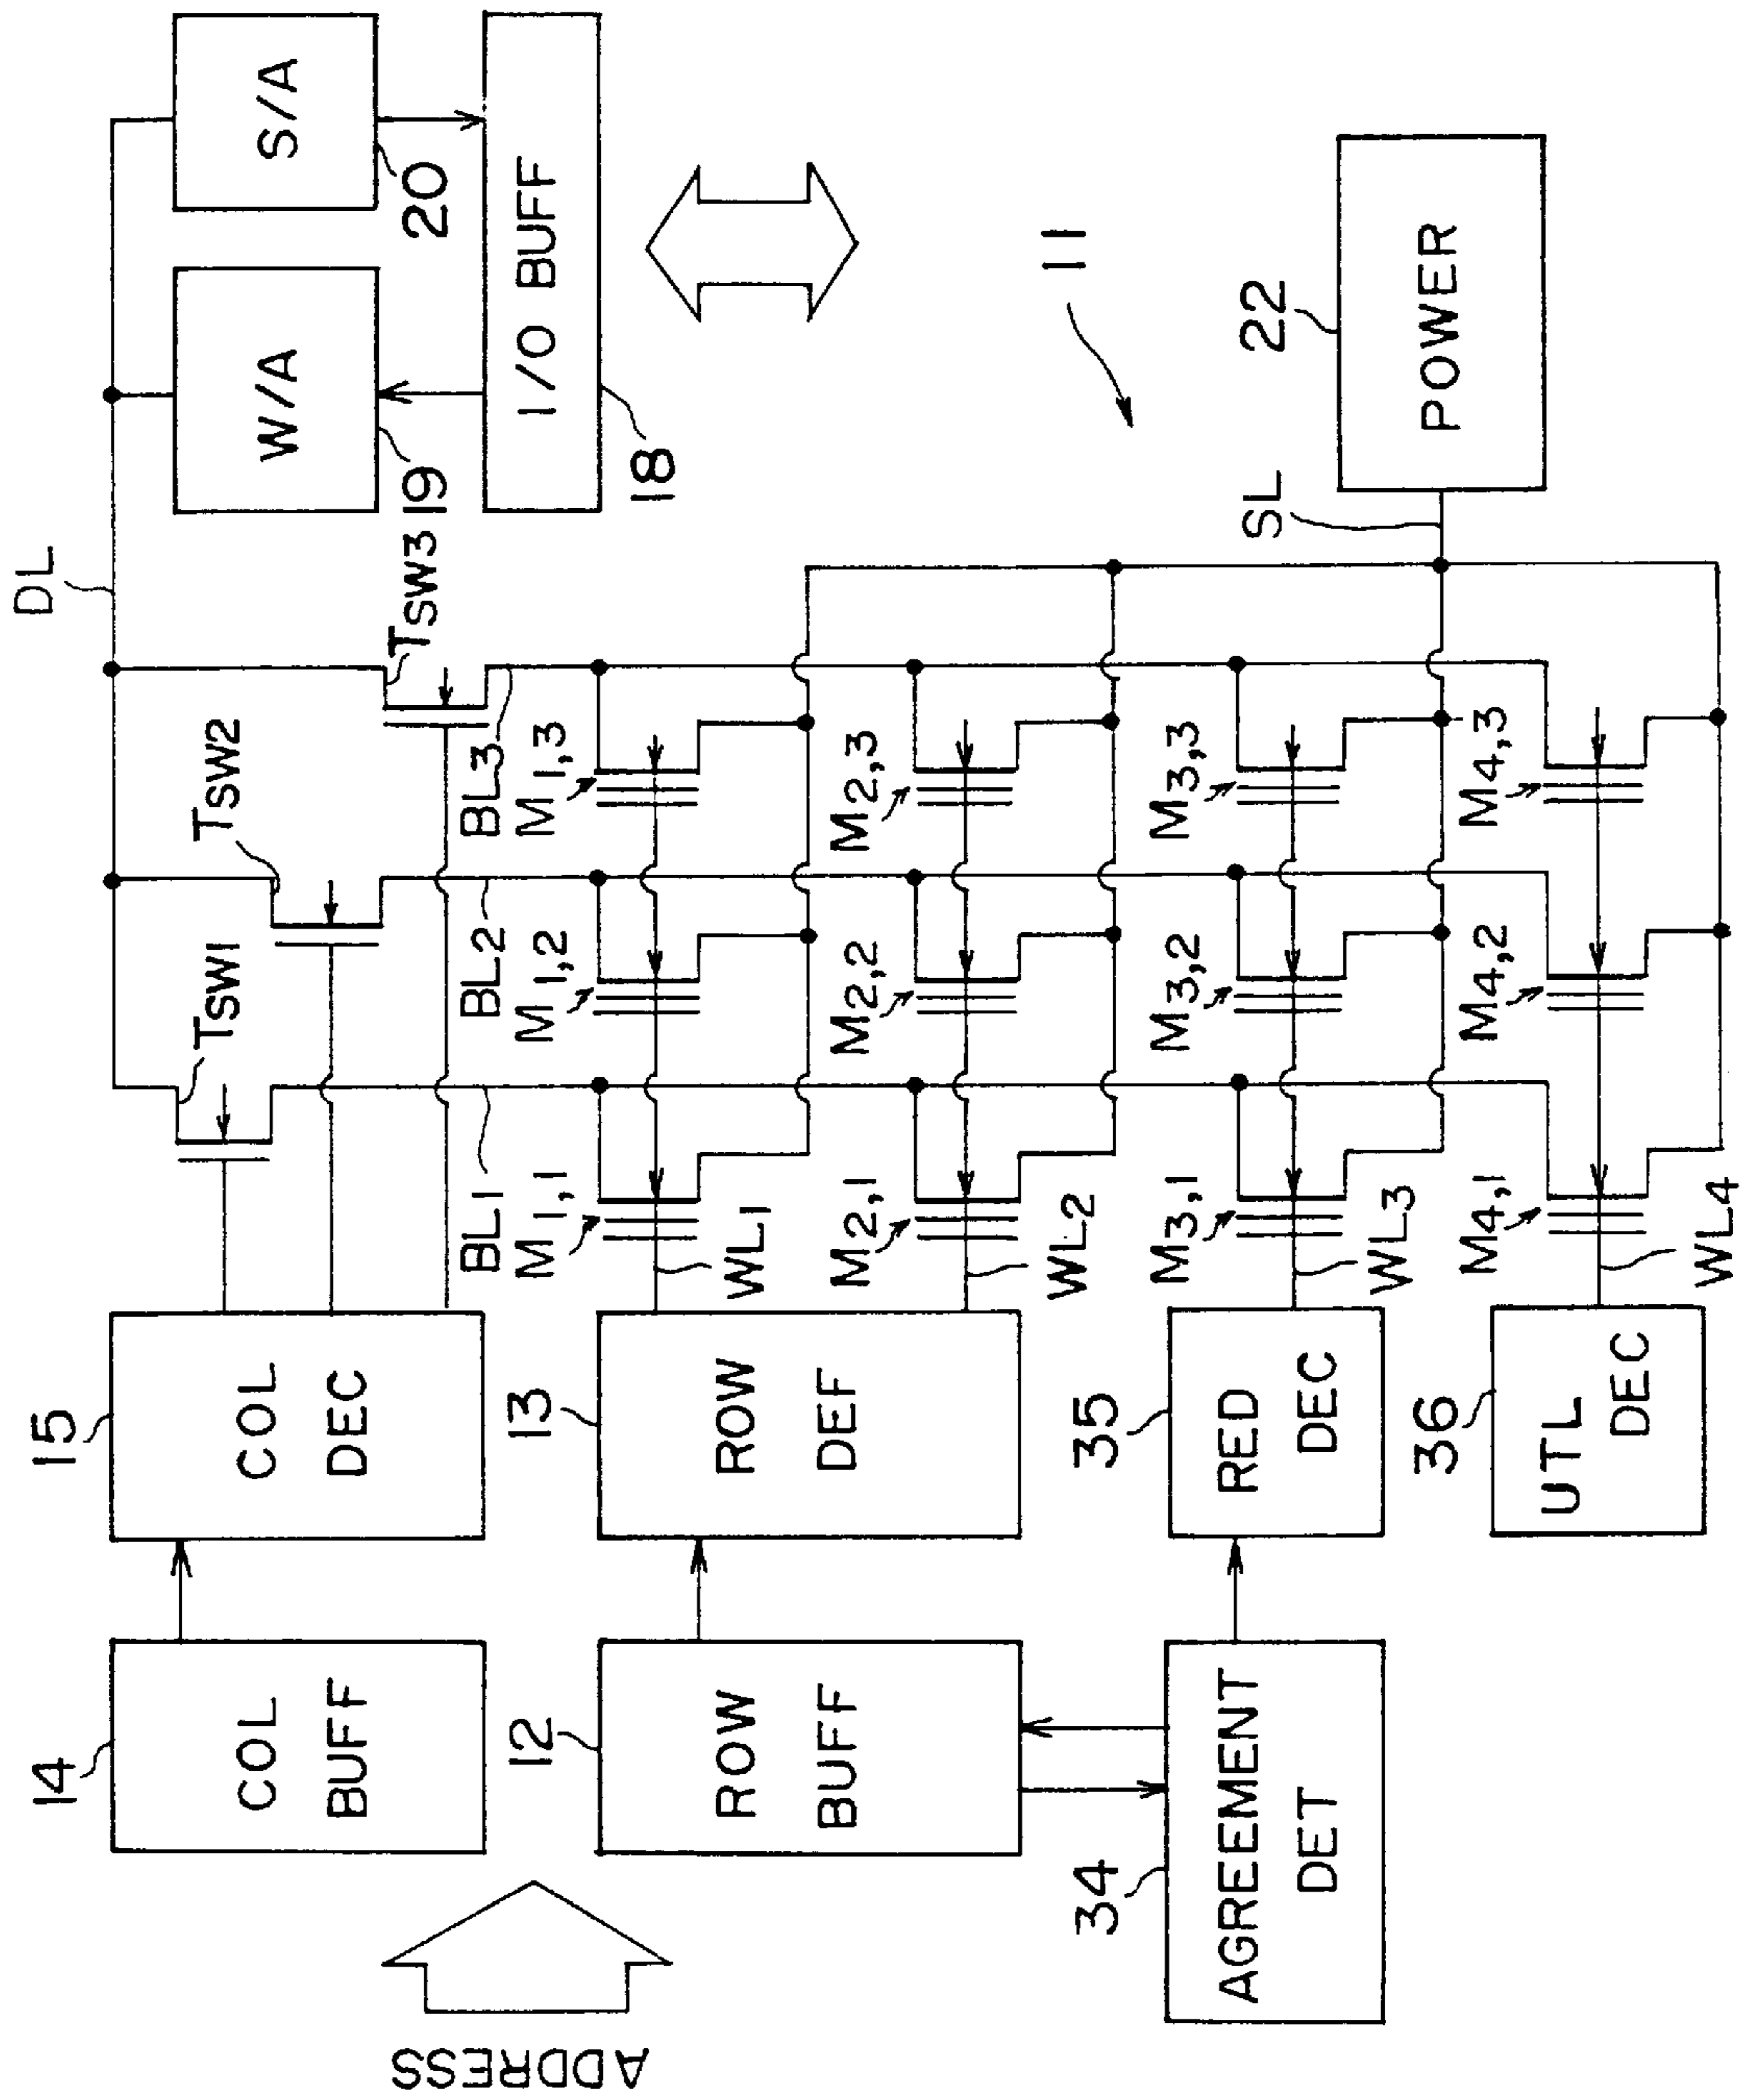 ADDRESS
14
COL
BUFF
15
COL
DEC
12
ROW
BUFF
13
ROW
DEF
34
AGREEMENT
DET
35
RED
DEC
36
UTL
DEC
TSW1
TSW2
TSW3
DL
BL1
BL2
BL3
M1,1
M1,2
M1,3
WL1
M2,1
M2,2
M2,3
WL2
M3,1
M3,2
M3,3
WL3
M4,1
M4,2
M4,3
WL4
W/A
19
S/A
20
I/O BUFF
18
11
SL
22
POWER